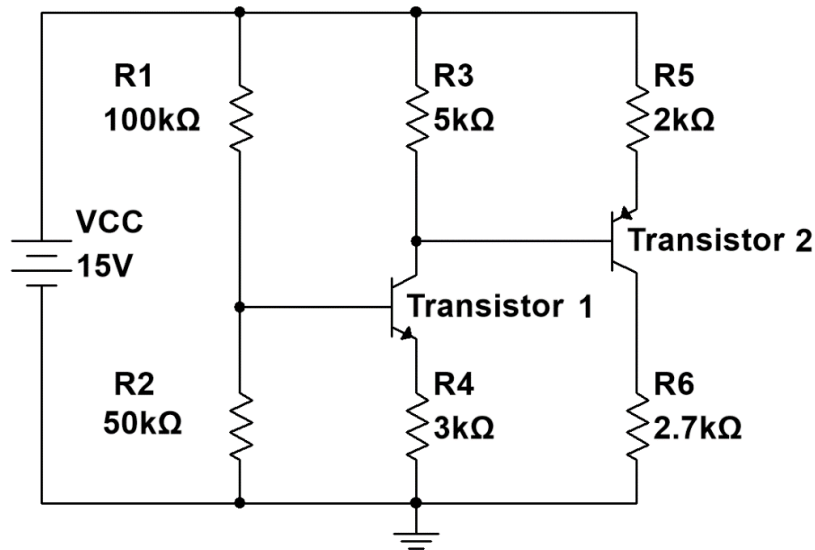 R1
100kΩ
R3
5kΩ
R5
2kΩ
VCC
15V
Transistor 2
Transistor 1
R2
50kΩ
R4
3kΩ
R6
2.7kΩ